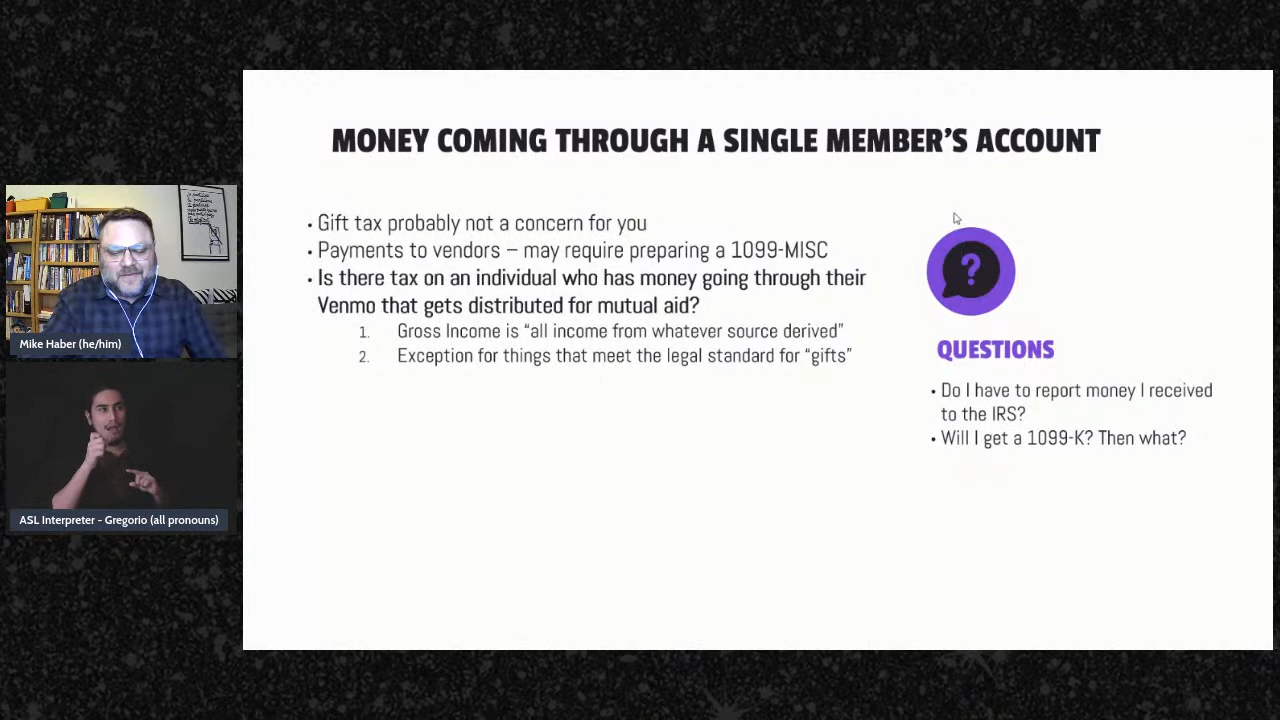 MONEY COMING THROUGH A SINGLE MEMBER'S ACCOUNT
• Gift tax probably not a concern for you
• Payments to vendors – may require preparing a 1099-MISC
• Is there tax on an individual who has money going through their
Venmo that gets distributed for mutual aid?
1. Gross Income is “all income from whatever source derived”
2. Exception for things that meet the legal standard for “gifts”
?
QUESTIONS
• Do I have to report money I received
to the IRS?
• Will I get a 1099-K? Then what?
Mike Haber (he/him)
ASL Interpreter - Gregorio (all pronouns)